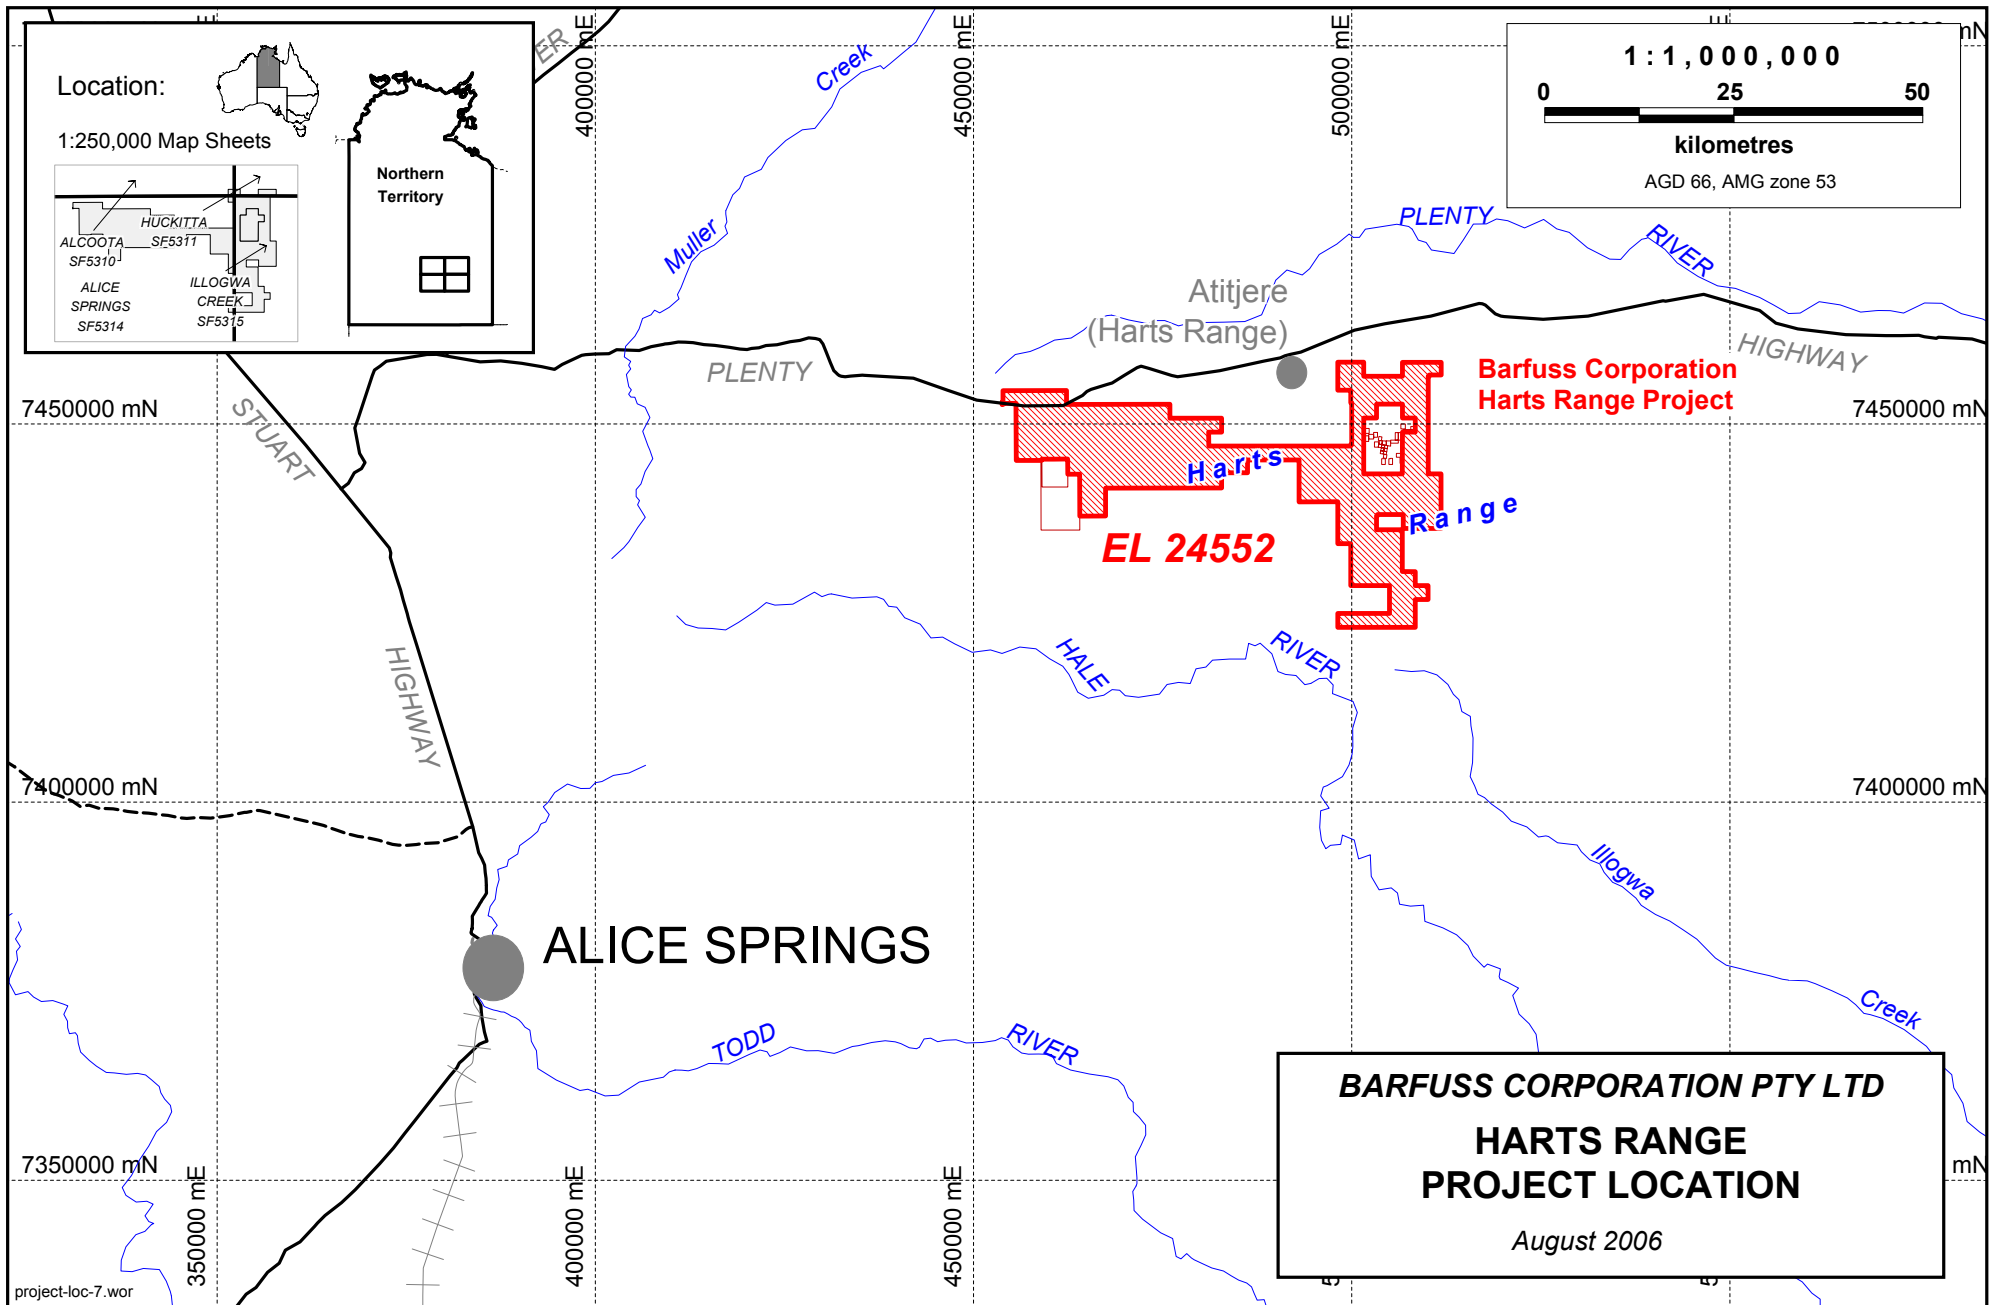 Location:
1:250,000 Map Sheets
ALCOOTA
SF5310
HUCKITTA
SF5311
ALICE
SPRINGS
SF5314
ILLOGWA
CREEK
SF5315
Northern
Territory
ER
400000 mE
450000 mE
1:1,000,000
0 25 50
kilometres
AGD 66, AMG zone 53
Creek
Muller
PLENTY
RIVER
Atitjere
(Harts Range)
PLENTY
HIGHWAY
Barfuss Corporation
Harts Range Project
7450000 mN
7450000 mN
STUART
HIGHWAY
Harts
Range
EL 24552
HALE
RIVER
7400000 mN
7400000 mN
Illogwa
Creek
ALICE SPRINGS
TODD
RIVER
7350000 mN
mN
350000 mE
400000 mE
450000 mE
BARFUSS CORPORATION PTY LTD
HARTS RANGE
PROJECT LOCATION
August 2006
project-loc-7.wor